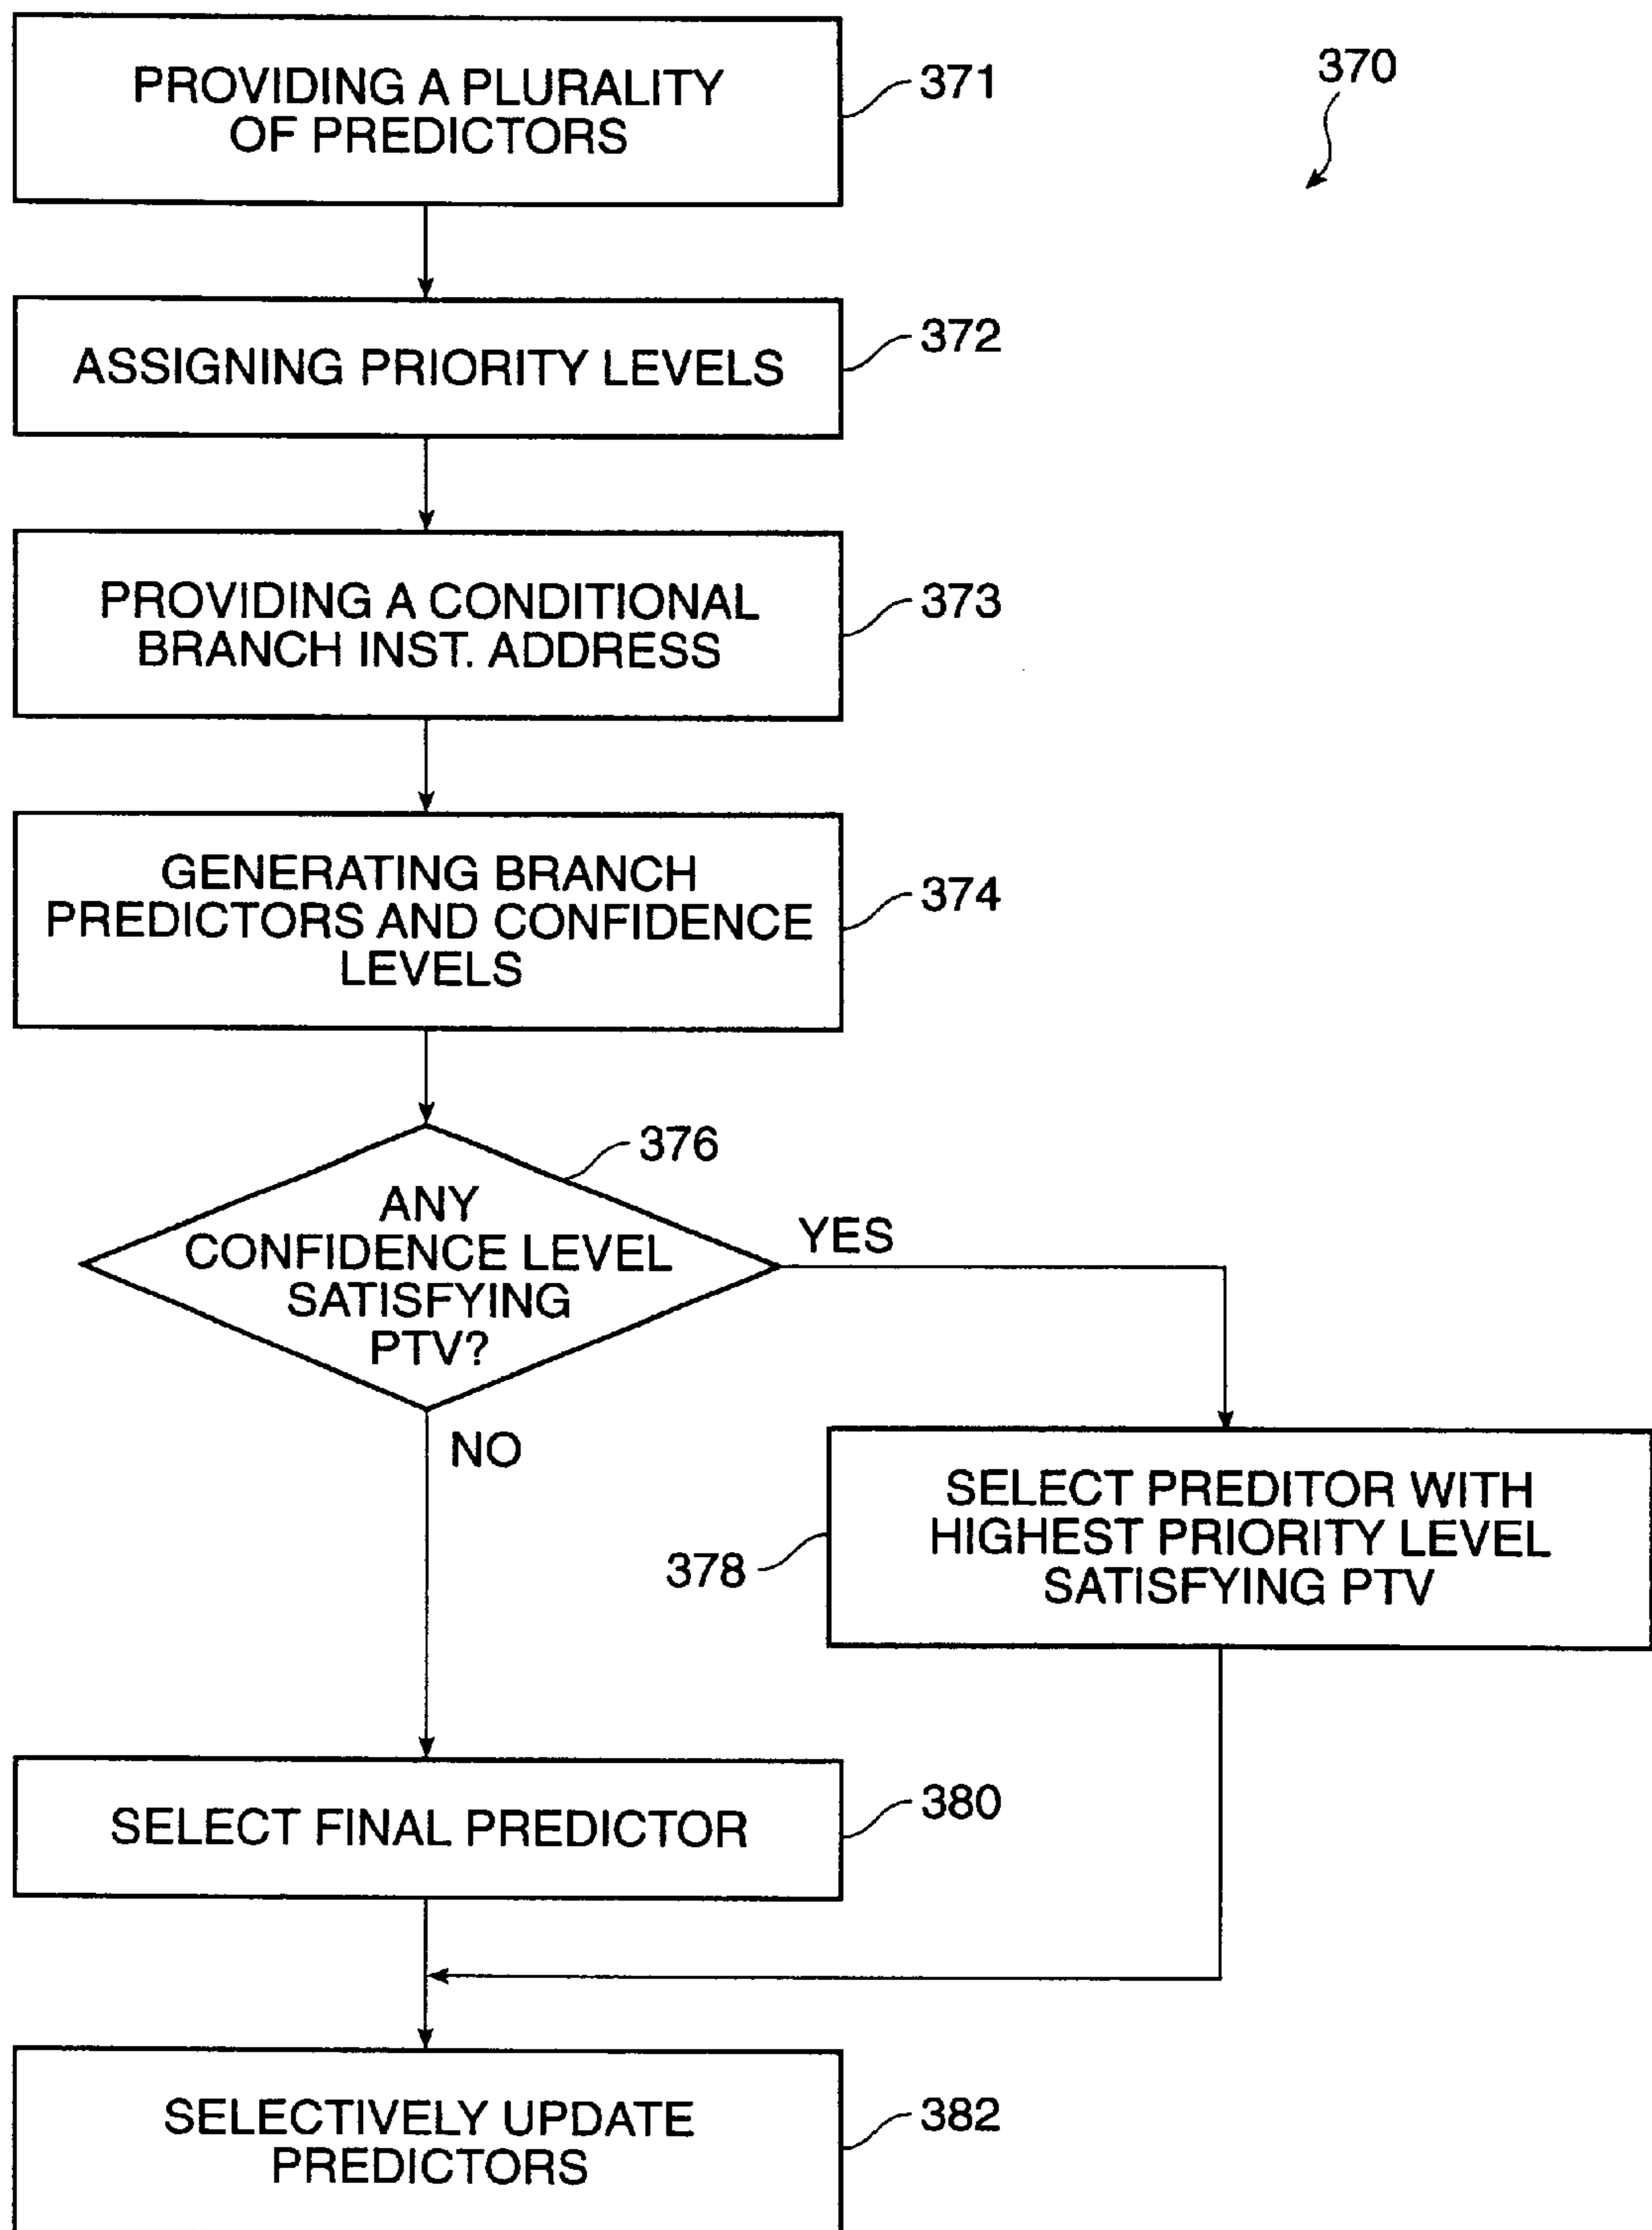 PROVIDING A PLURALITY
OF PREDICTORS
371
370
ASSIGNING PRIORITY LEVELS
372
PROVIDING A CONDITIONAL
BRANCH INST. ADDRESS
373
GENERATING BRANCH
PREDICTORS AND CONFIDENCE
LEVELS
374
376
ANY
CONFIDENCE LEVEL
SATISFYING
PTV?
YES
NO
SELECT PREDITOR WITH
HIGHEST PRIORITY LEVEL
SATISFYING PTV
378
SELECT FINAL PREDICTOR
380
SELECTIVELY UPDATE
PREDICTORS
382